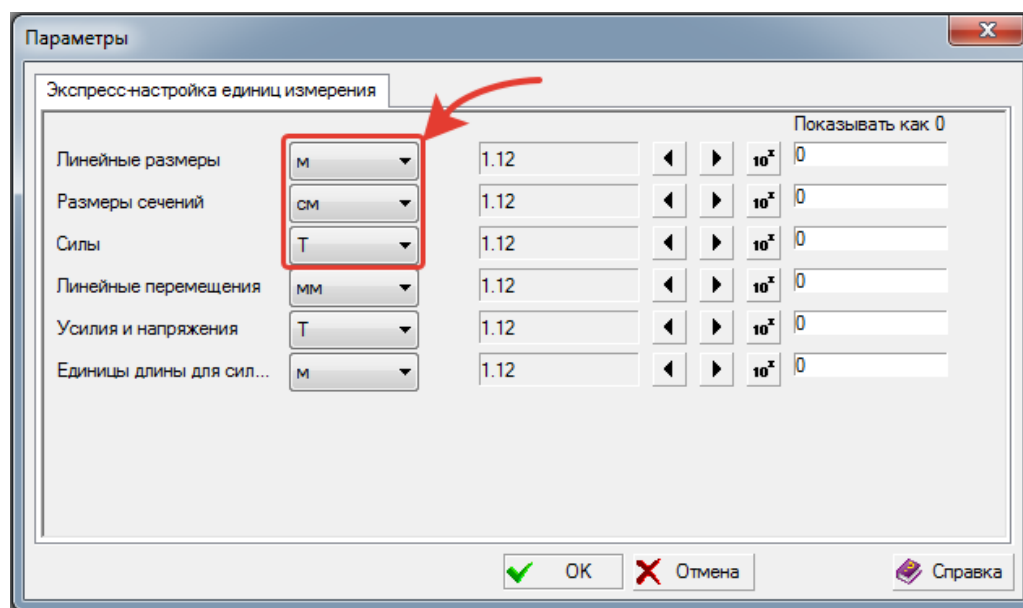 Параметры
Экспресс-настройка единиц измерения
Показывать как 0
Линейные размеры м 1.12 10ˣ 0
Размеры сечений см 1.12 10ˣ 0
Силы Т 1.12 10ˣ 0
Линейные перемещения мм 1.12 10ˣ 0
Усилия и напряжения Т 1.12 10ˣ 0
Единицы длины для сил... м 1.12 10ˣ 0
OK Отмена Справка